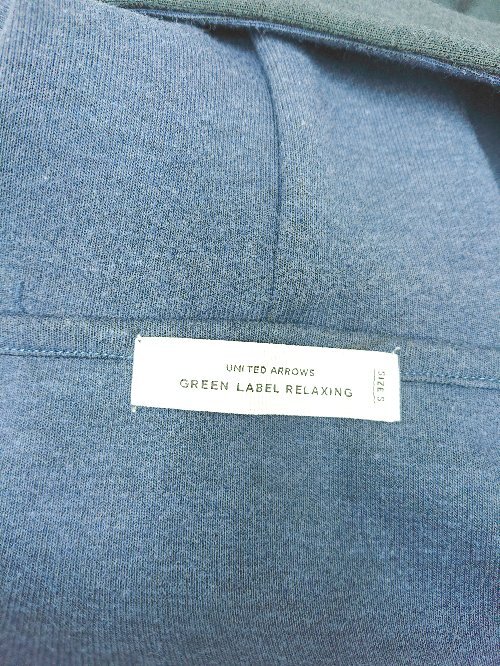 UNITED ARROWS
GREEN LABEL RELAXING
SIZE S